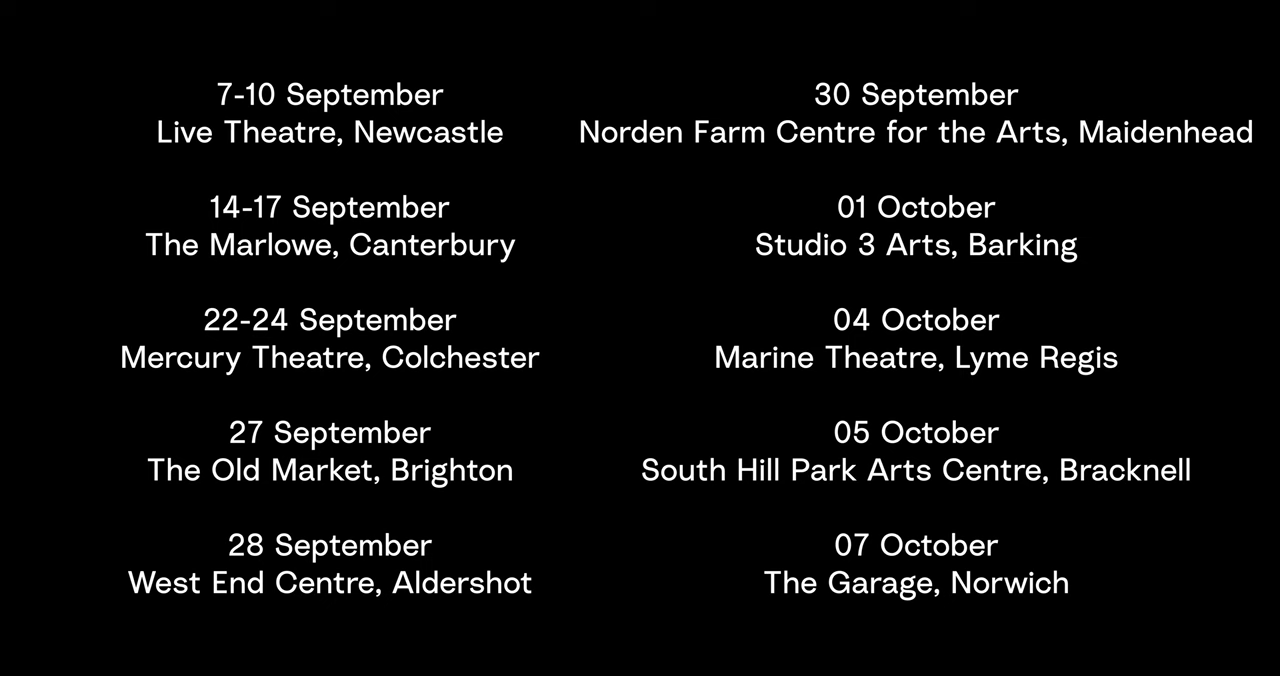 7-10 September
Live Theatre, Newcastle
14-17 September
The Marlowe, Canterbury
22-24 September
Mercury Theatre, Colchester
27 September
The Old Market, Brighton
28 September
West End Centre, Aldershot
30 September
Norden Farm Centre for the Arts, Maidenhead
01 October
Studio 3 Arts, Barking
04 October
Marine Theatre, Lyme Regis
05 October
South Hill Park Arts Centre, Bracknell
07 October
The Garage, Norwich